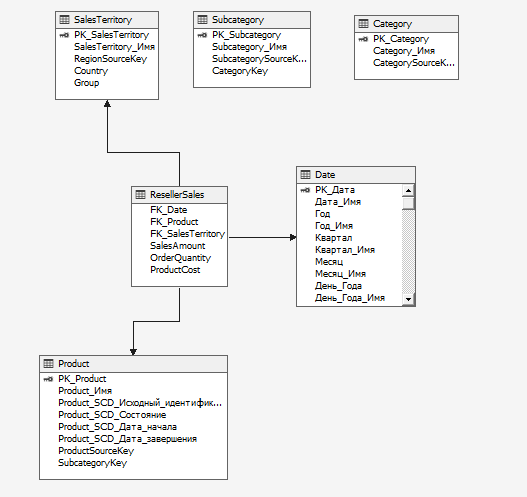 SalesTerritory
PK_SalesTerritory
SalesTerritory_Имя
RegionSourceKey
Country
Group
Subcategory
PK_Subcategory
Subcategory_Имя
SubcategorySourceK...
CategoryKey
Category
PK_Category
Category_Имя
CategorySourceK...
ResellerSales
FK_Date
FK_Product
FK_SalesTerritory
SalesAmount
OrderQuantity
ProductCost
Date
PK_Дата
Дата_Имя
Год
Год_Имя
Квартал
Квартал_Имя
Месяц
Месяц_Имя
День_Года
День_Года_Имя
Product
PK_Product
Product_Имя
Product_SCD_Исходный_идентифик...
Product_SCD_Состояние
Product_SCD_Дата_начала
Product_SCD_Дата_завершения
ProductSourceKey
SubcategoryKey